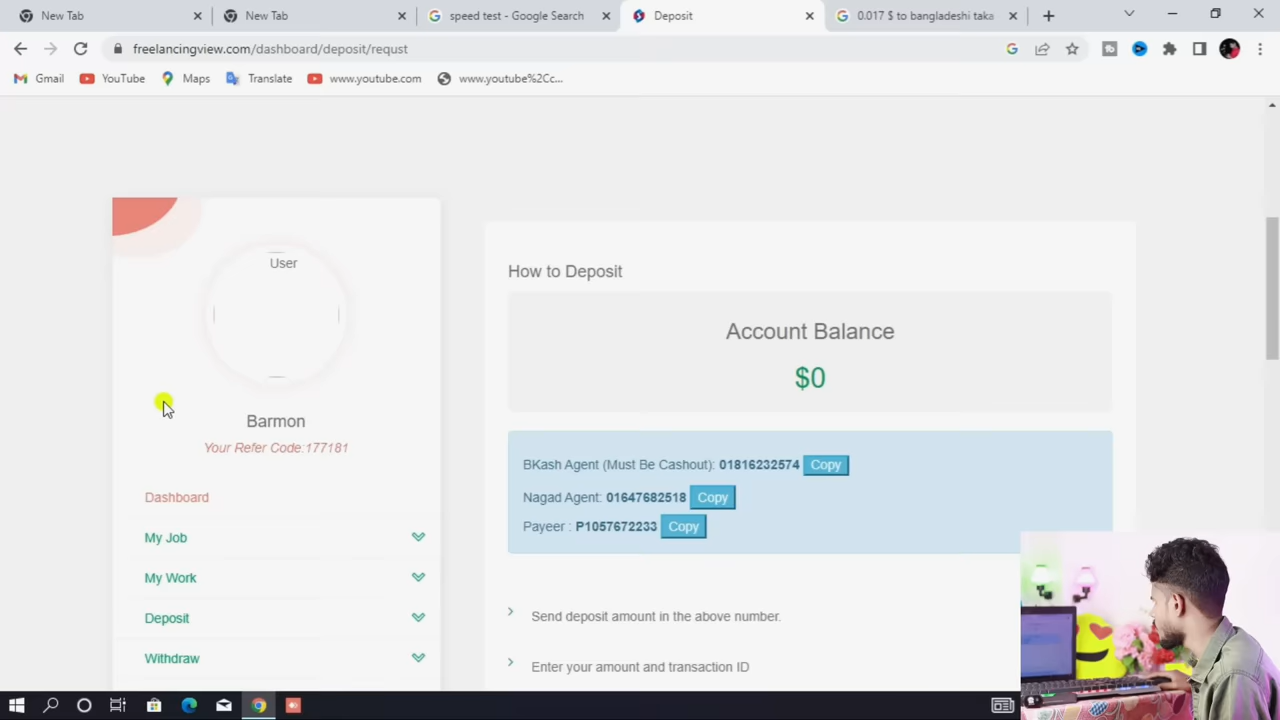 New Tab
New Tab
speed test - Google Search
Deposit
0.017 $ to bangladeshi taka
freelancingview.com/dashboard/deposit/requst
Gmail
YouTube
Maps
Translate
www.youtube.com
www.youtube%2Cc...
User
Barmon
Your Refer Code:177181
Dashboard
My Job
My Work
Deposit
Withdraw
How to Deposit
Account Balance
$0
BKash Agent (Must Be Cashout): 01816232574 Copy
Nagad Agent: 01647682518 Copy
Payeer : P1057672233 Copy
Send deposit amount in the above number.
Enter your amount and transaction ID